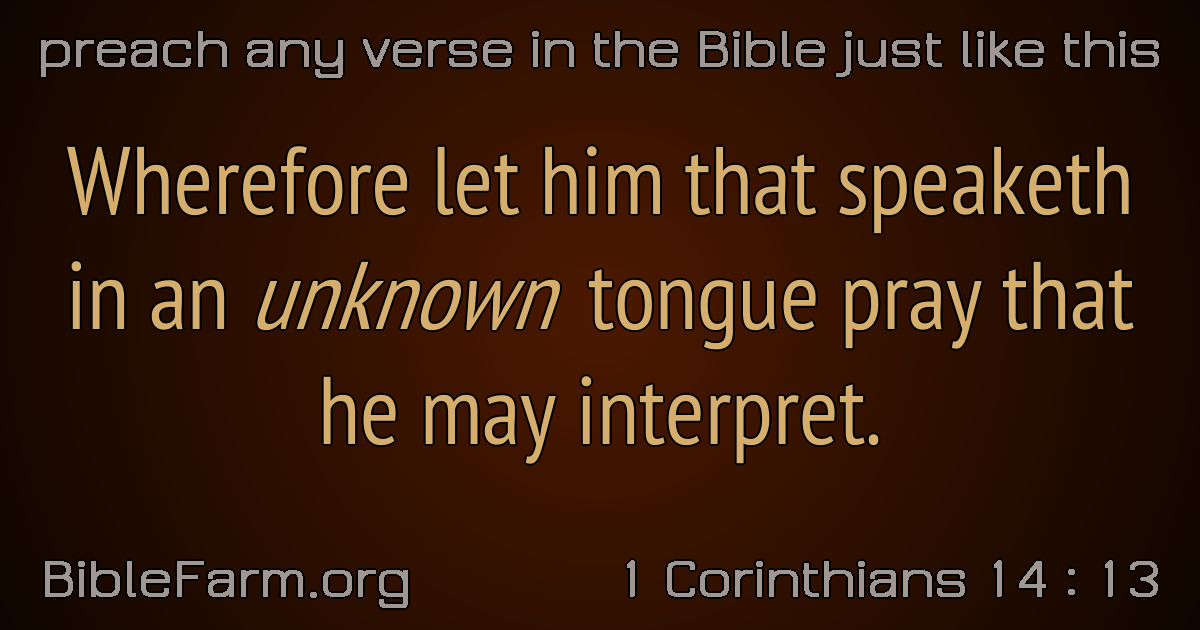 preach any verse in the Bible just like this
Wherefore let him that speaketh
in an unknown tongue pray that
he may interpret.
BibleFarm.org 1 Corinthians 14 : 13